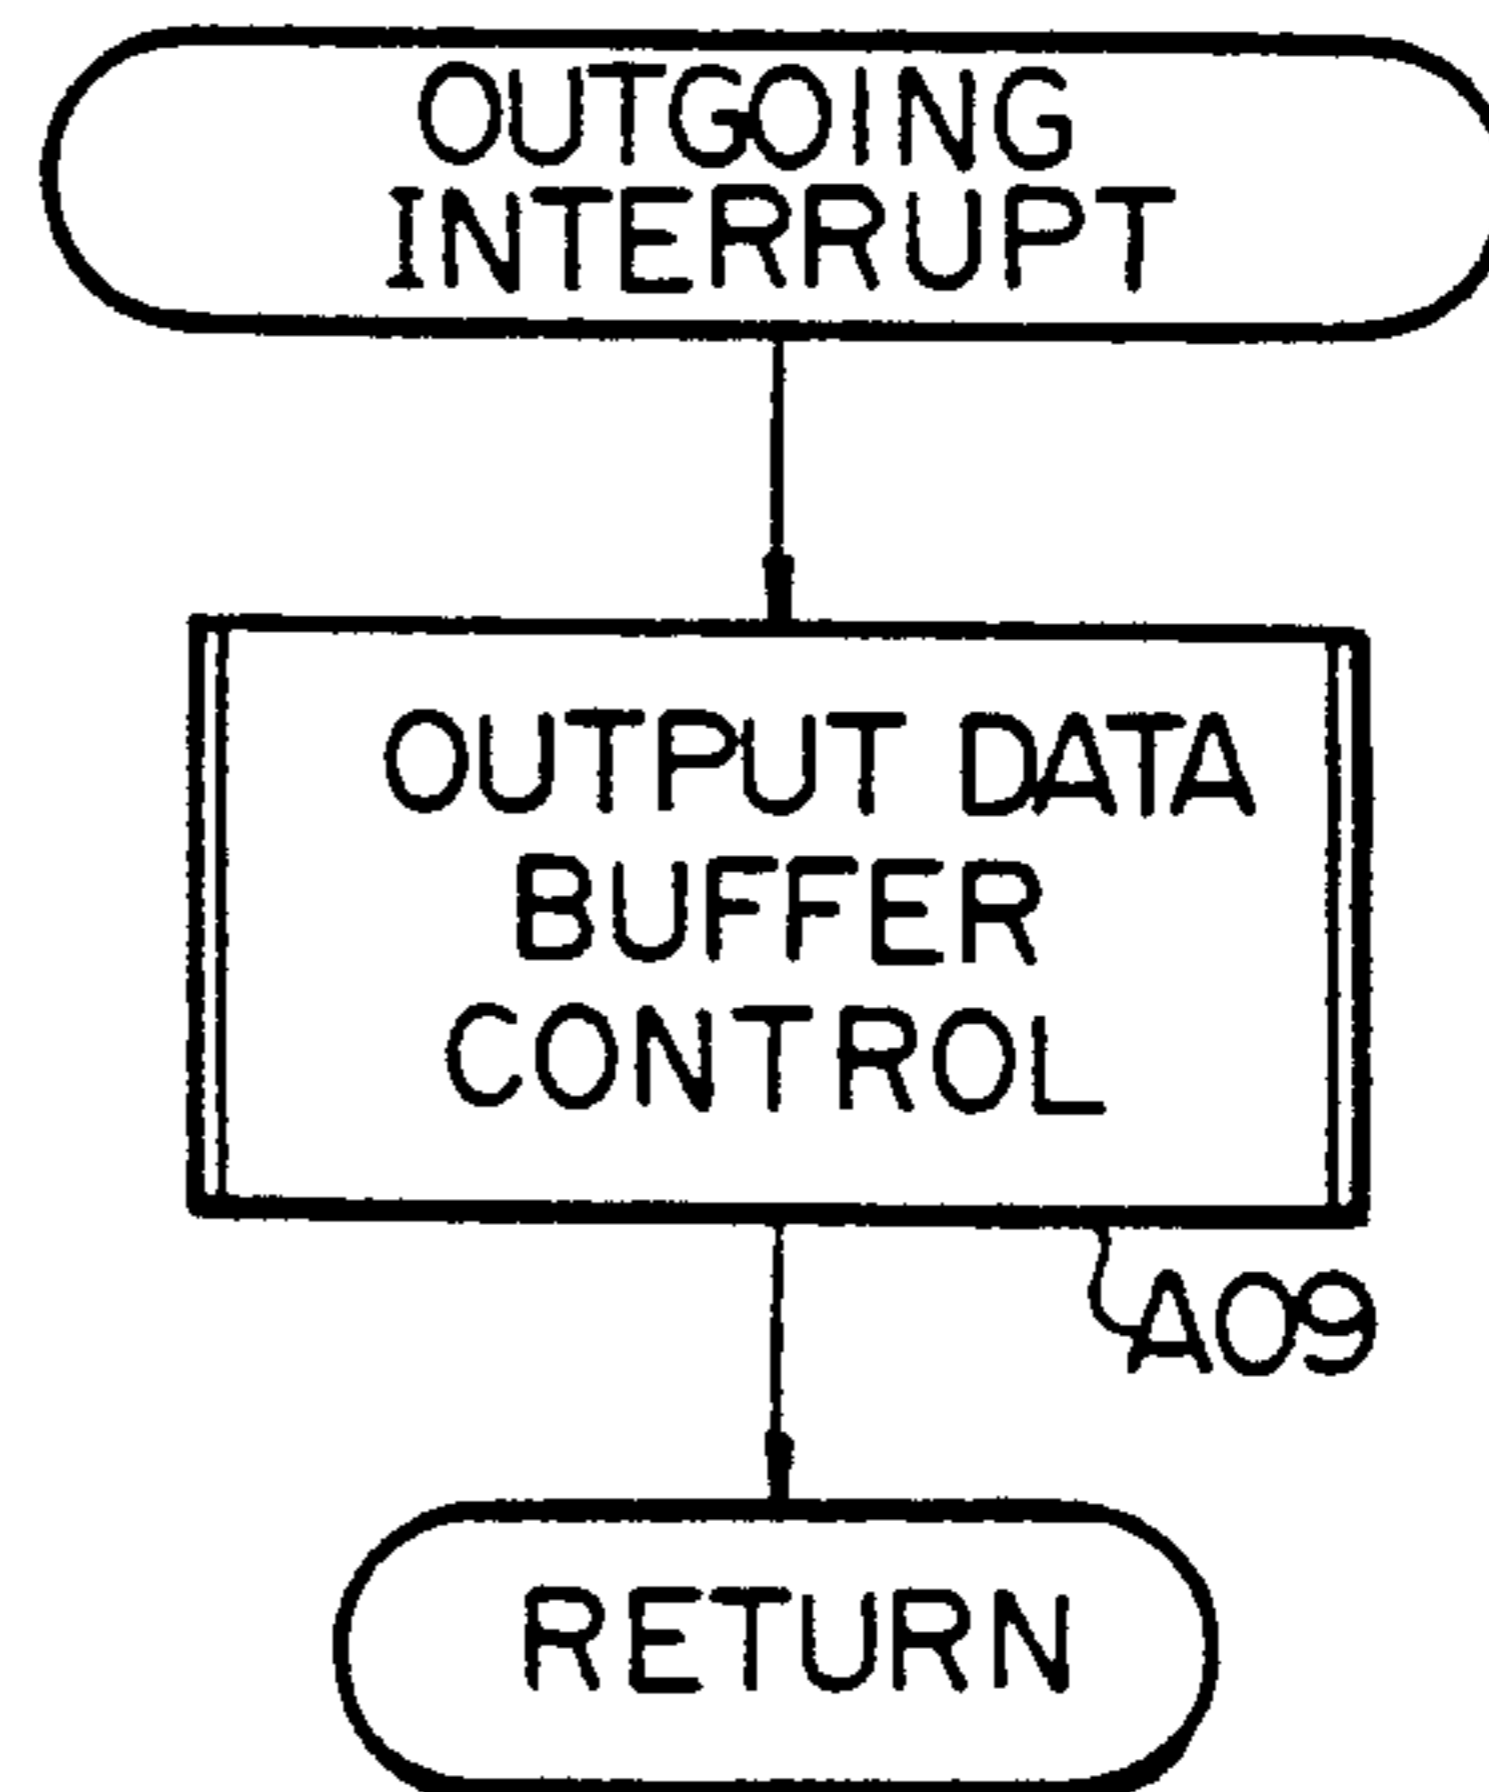 OUTGOING
INTERRUPT
OUTPUT DATA
BUFFER
CONTROL
A09
RETURN